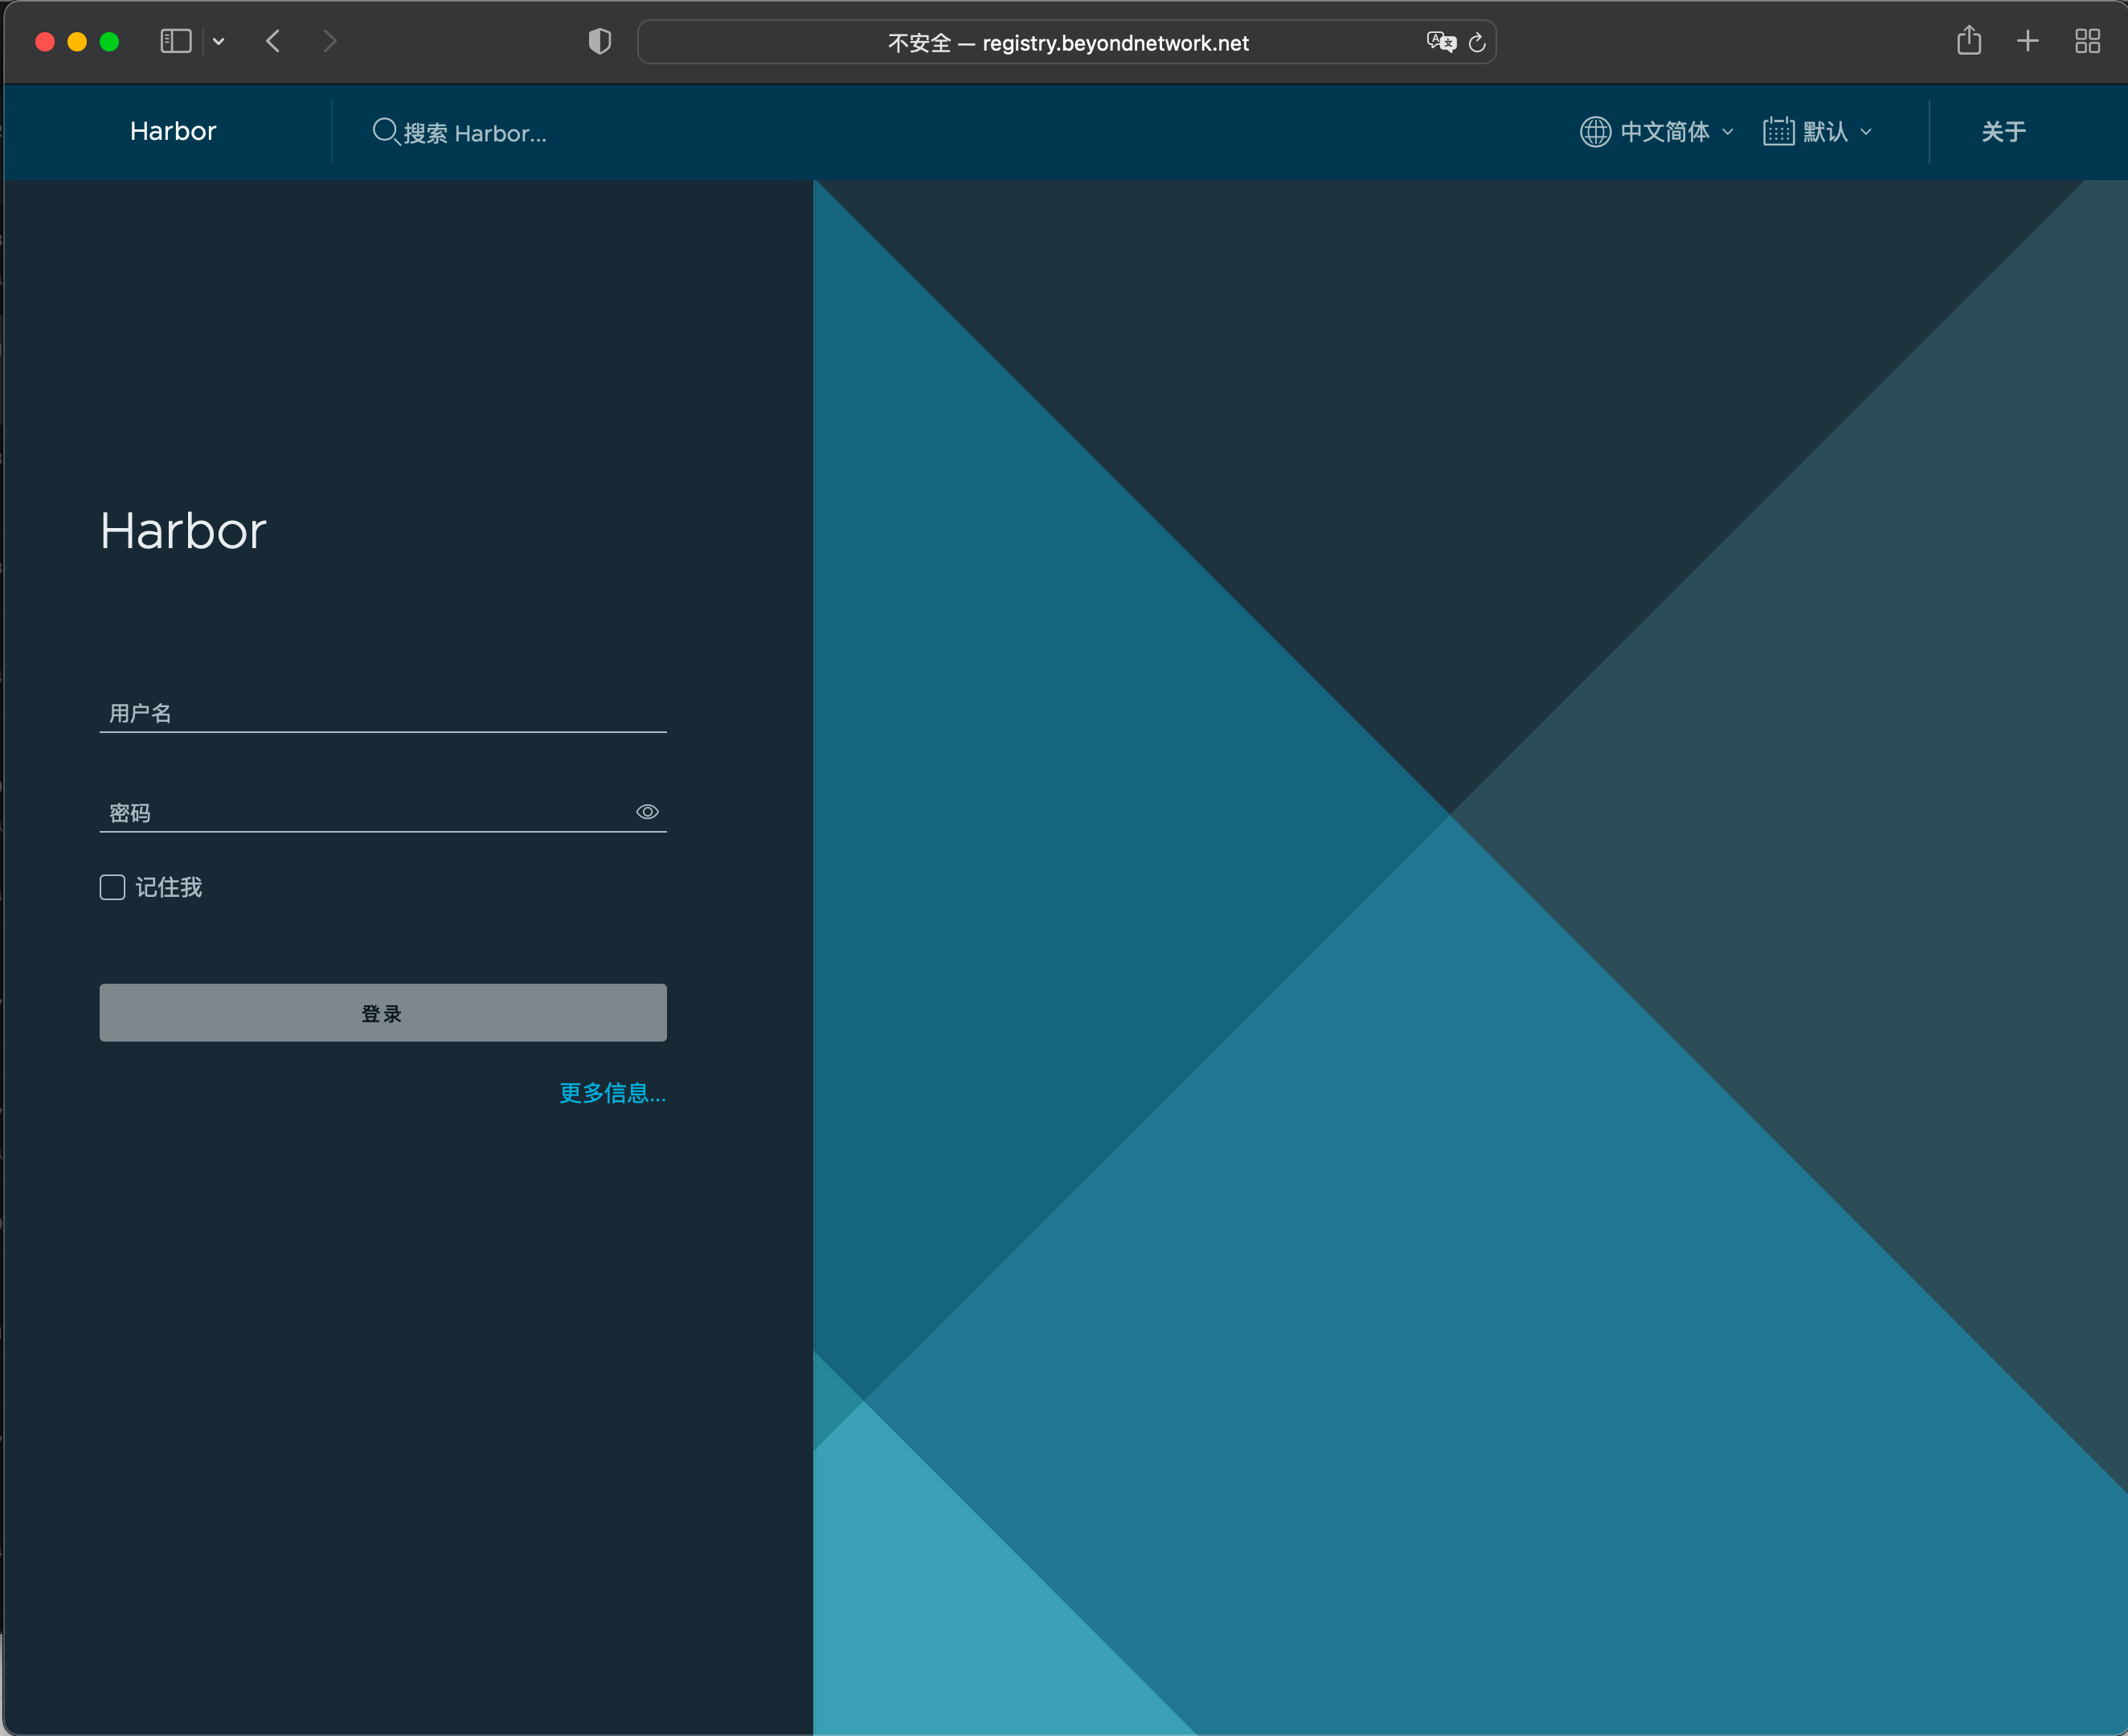 不安全 — registry.beyondnetwork.net
Harbor
搜索 Harbor...
中文简体
默认
关于
Harbor
用户名
密码
记住我
登录
更多信息...